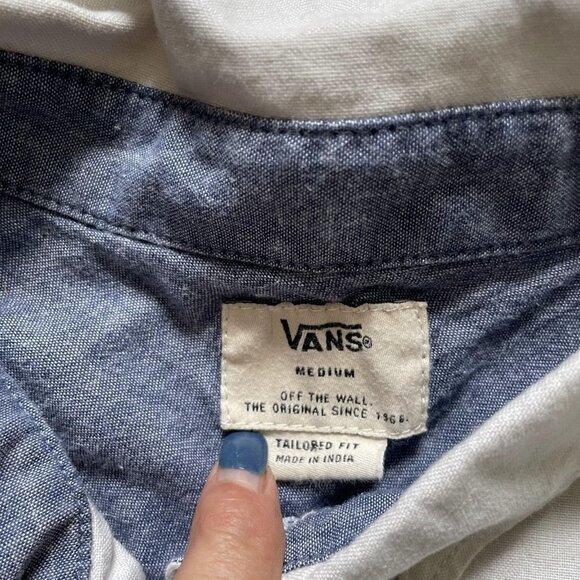 VANS®
MEDIUM
OFF THE WALL.
THE ORIGINAL SINCE 1966.
TAILORED FIT
MADE IN INDIA